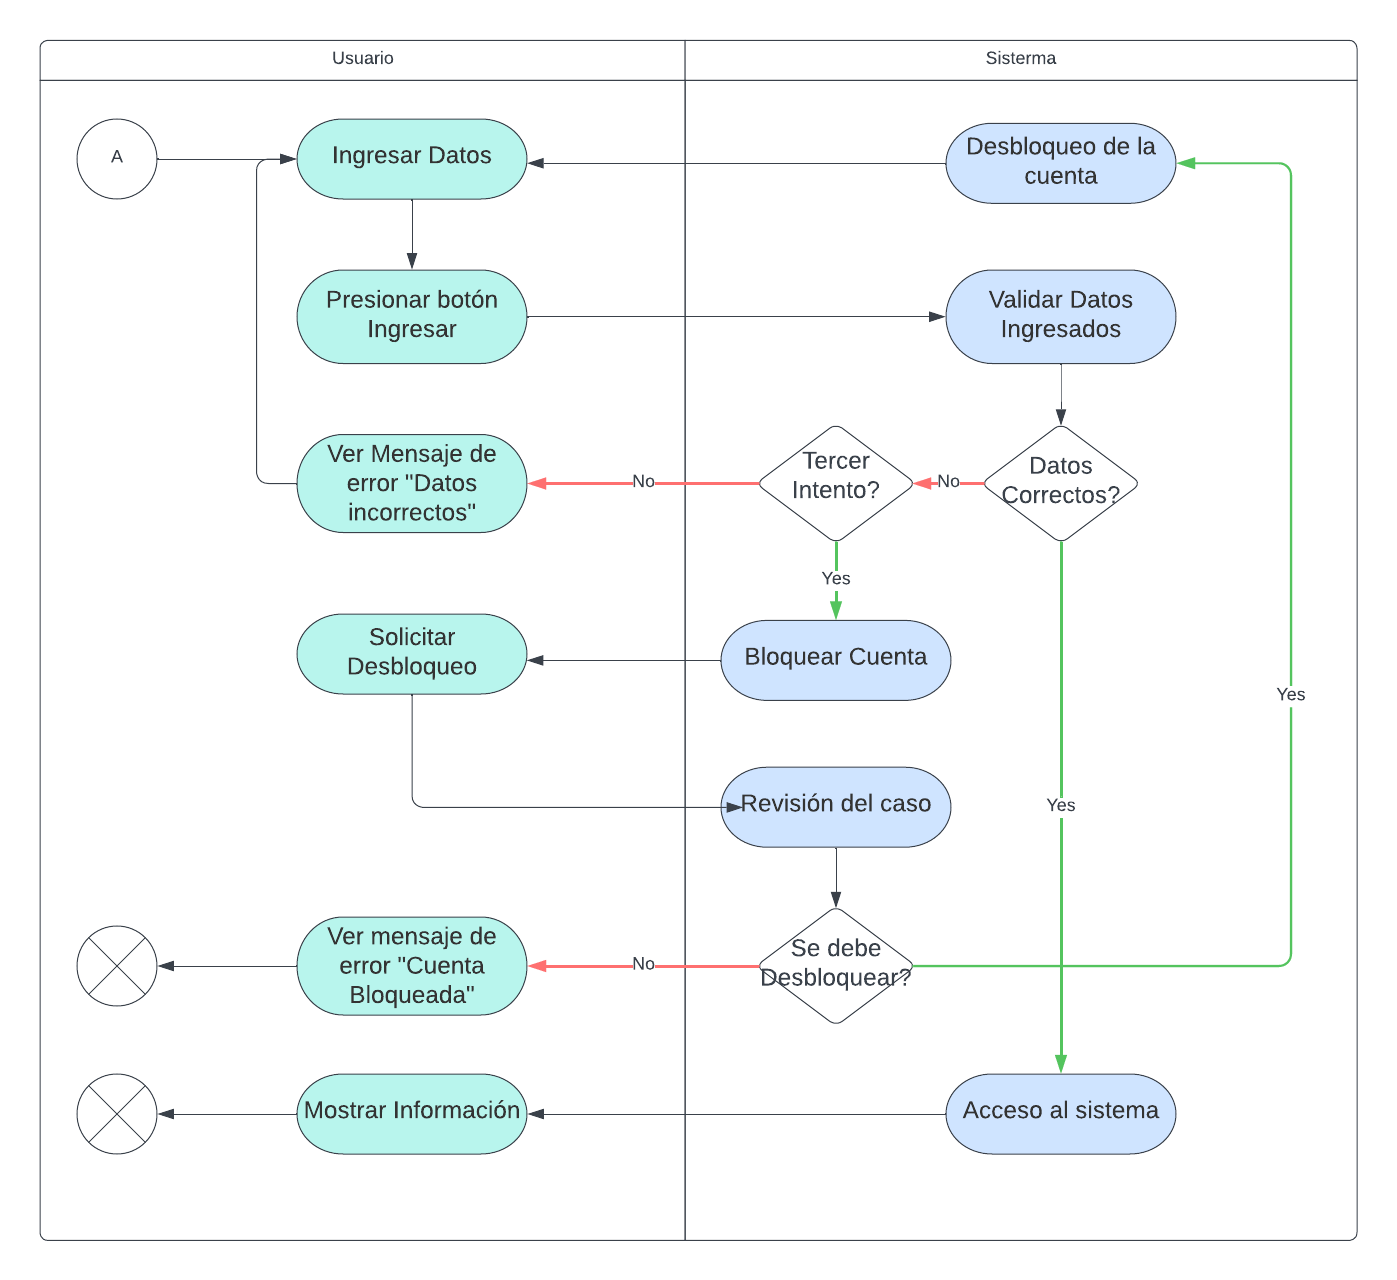 Usuario
Sisterma
A
Ingresar Datos
Desbloqueo de la
cuenta
Presionar botón
Ingresar
Validar Datos
Ingresados
Ver Mensaje de
error "Datos
incorrectos"
No
Tercer
Intento?
No
Datos
Correctos?
Yes
Solicitar
Desbloqueo
Bloquear Cuenta
Yes
Revisión del caso
Yes
Ver mensaje de
error "Cuenta
Bloqueada"
No
Se debe
Desbloquear?
Mostrar Información
Acceso al sistema